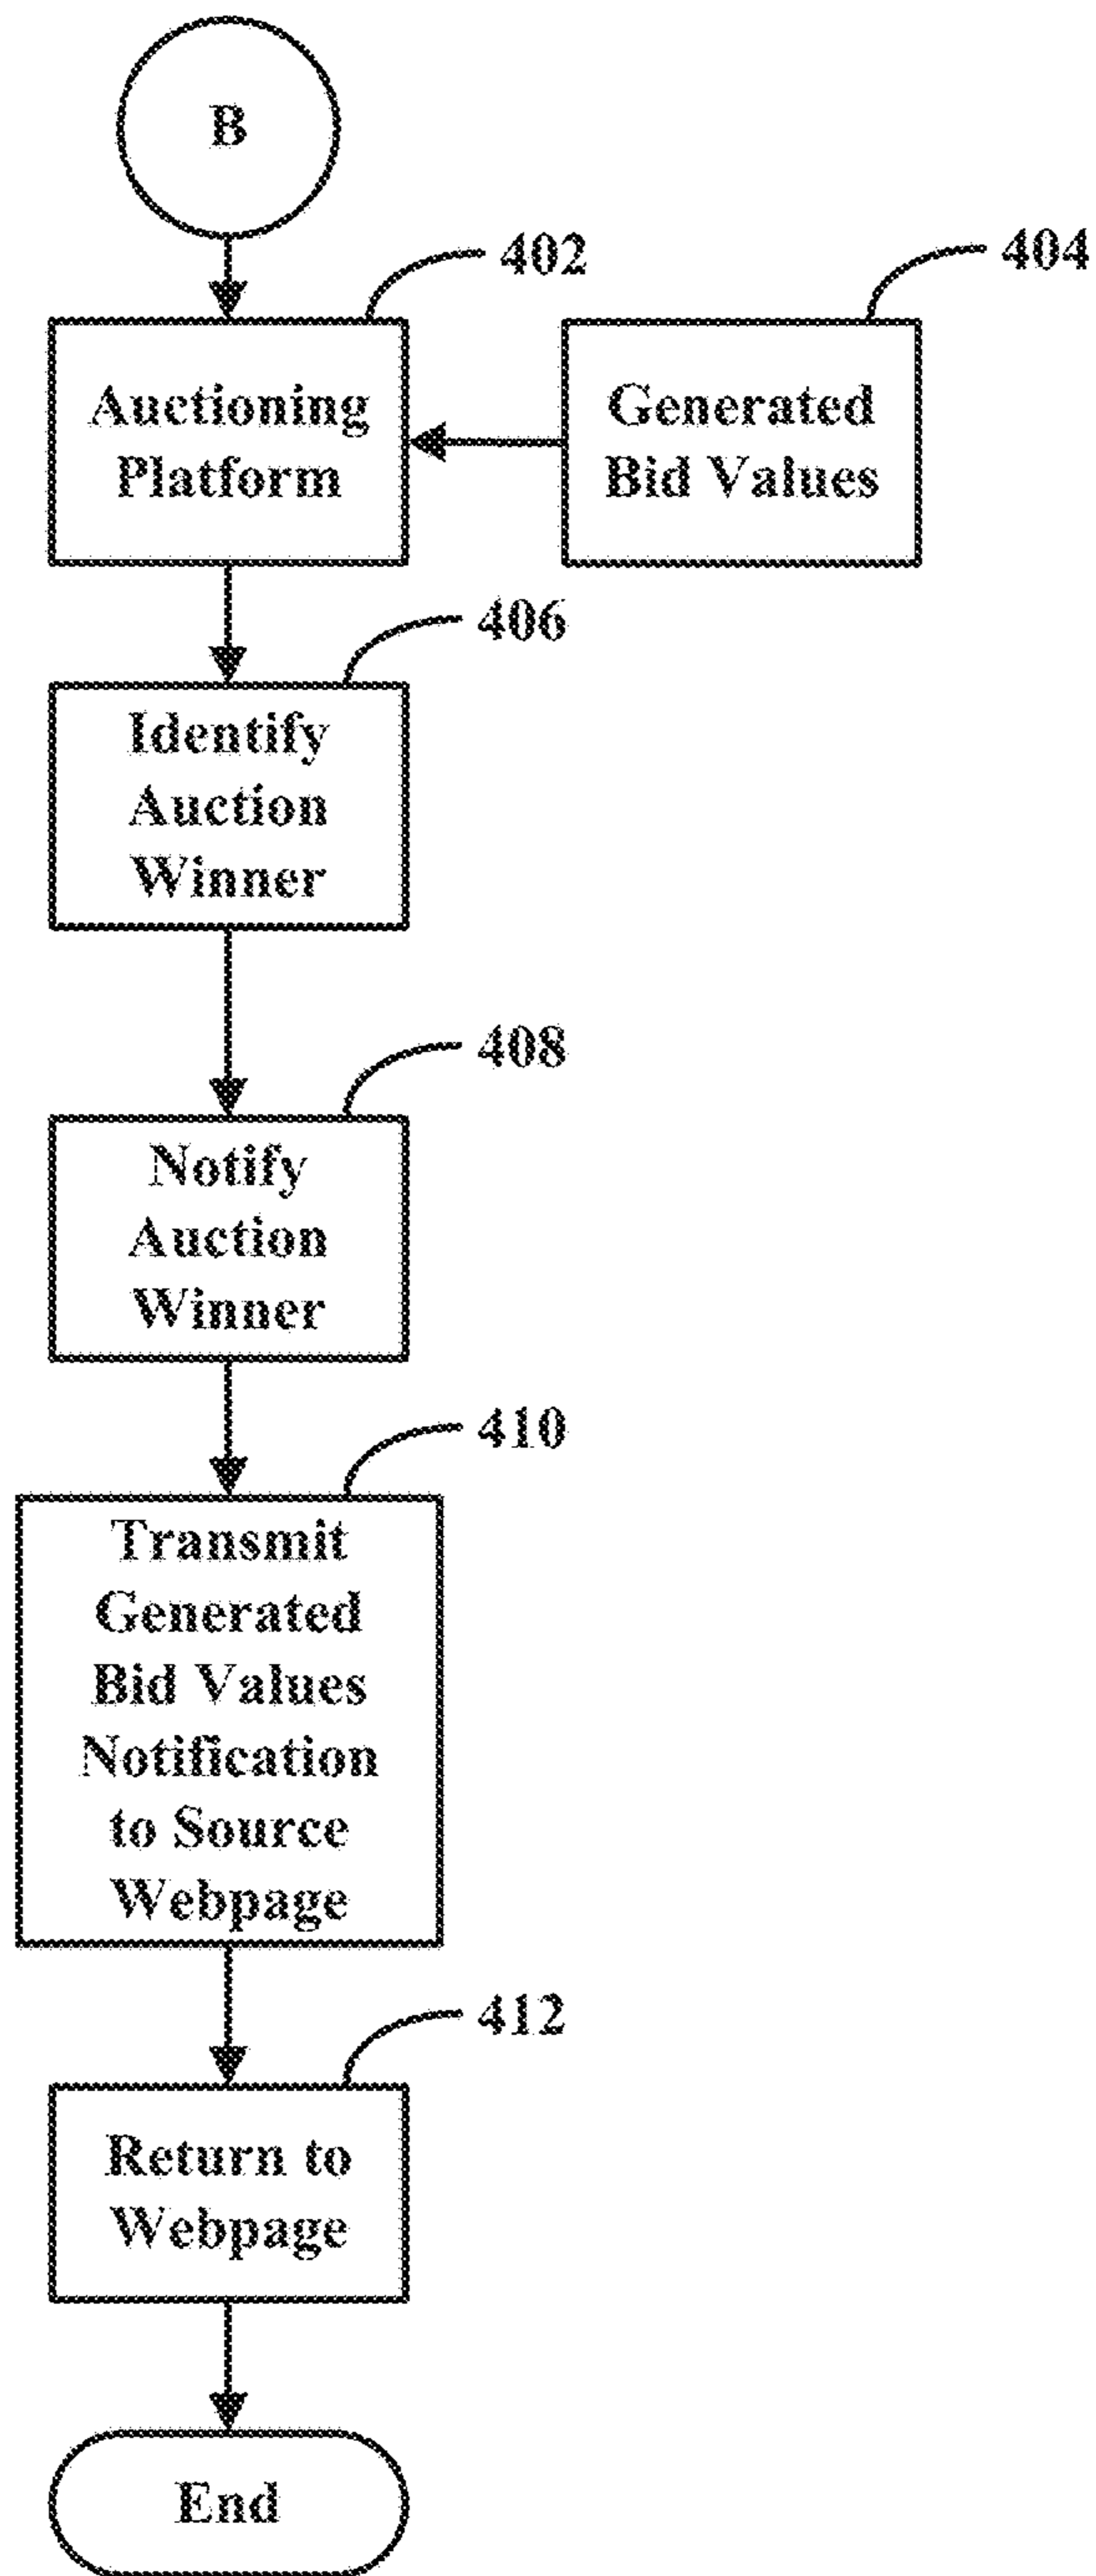 B
402
404
Auctioning
Platform
Generated
Bid Values
406
Identify
Auction
Winner
408
Notify
Auction
Winner
410
Transmit
Generated
Bid Values
Notification
to Source
Webpage
412
Return to
Webpage
End